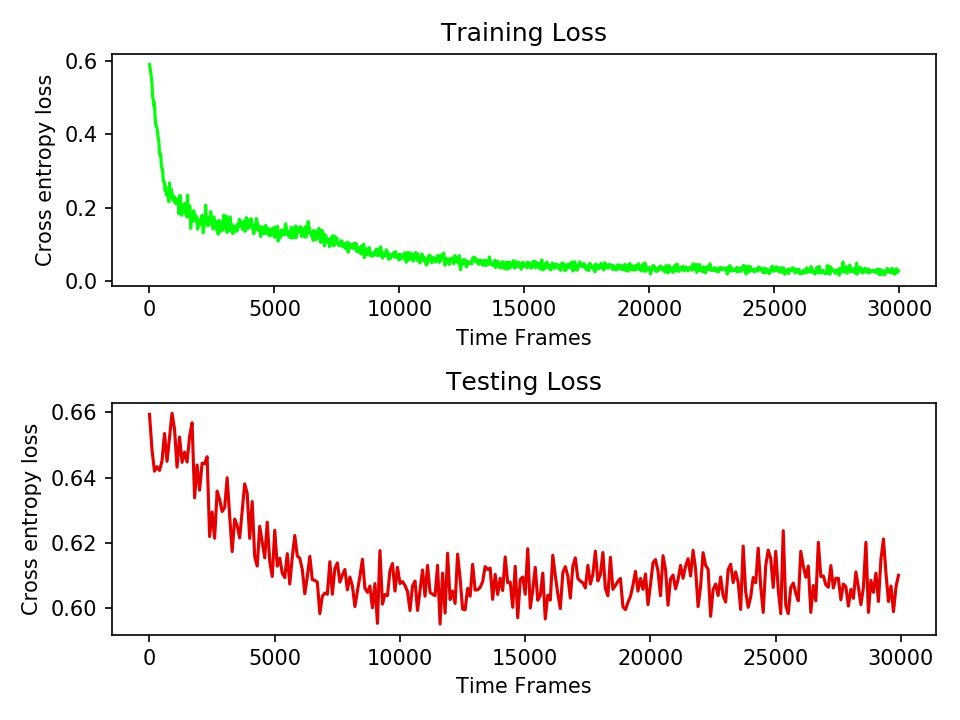 Training Loss
Cross entropy loss
0.6
0.4
0.2
0.0
0 5000 10000 15000 20000 25000 30000
Time Frames
Testing Loss
Cross entropy loss
0.66
0.64
0.62
0.60
0 5000 10000 15000 20000 25000 30000
Time Frames